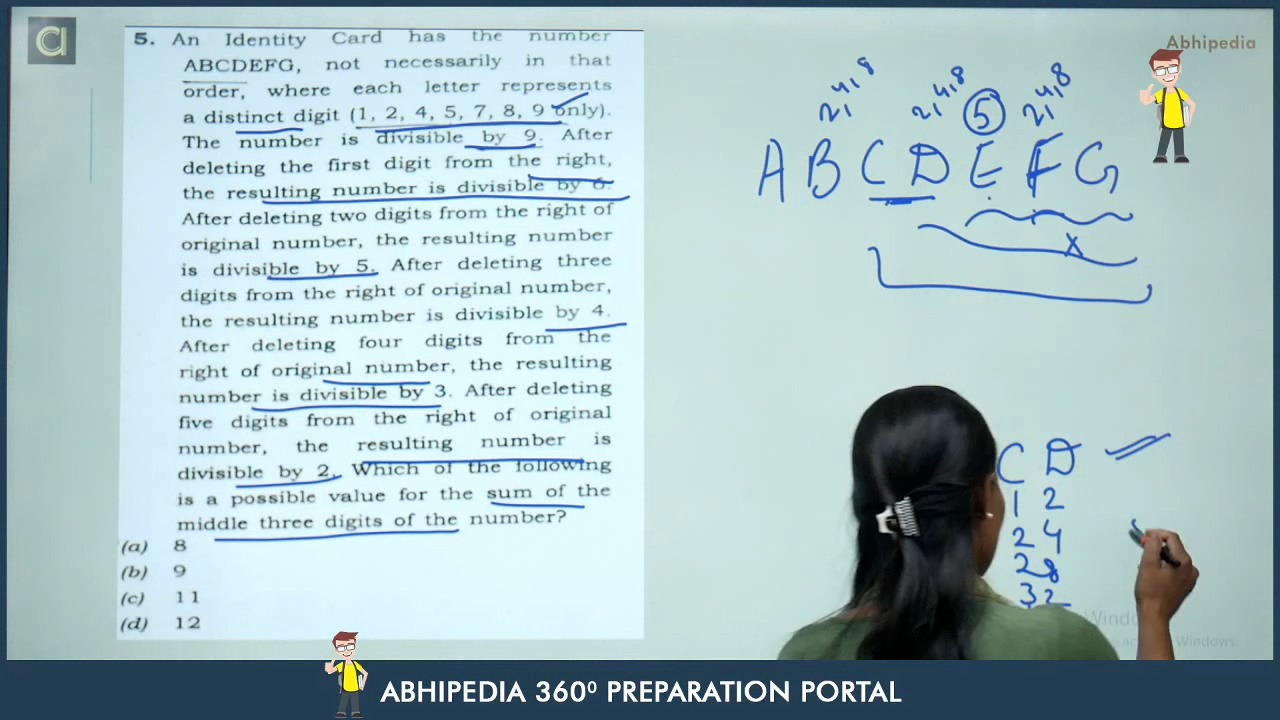 a
Abhipedia
5. An Identity Card has the number
ABCDEFG, not necessarily in that
order, where each letter represents
a distinct digit (1, 2, 4, 5, 7, 8, 9 only).
The number is divisible by 9. After
deleting the first digit from the right,
the resulting number is divisible by 6.
After deleting two digits from the right of
original number, the resulting number
is divisible by 5. After deleting three
digits from the right of original number,
the resulting number is divisible by 4.
After deleting four digits from the
right of original number, the resulting
number is divisible by 3. After deleting
five digits from the right of original
number, the resulting number is
divisible by 2. Which of the following
is a possible value for the sum of the
middle three digits of the number?
(a) 8
(b) 9
(c) 11
(d) 12
2,4,8 2,4,8 5 2,4,8
A B C D E F G
C D
1 2
2 4
2 8
3 2
Windows
ABHIPEDIA 360⁰ PREPARATION PORTAL